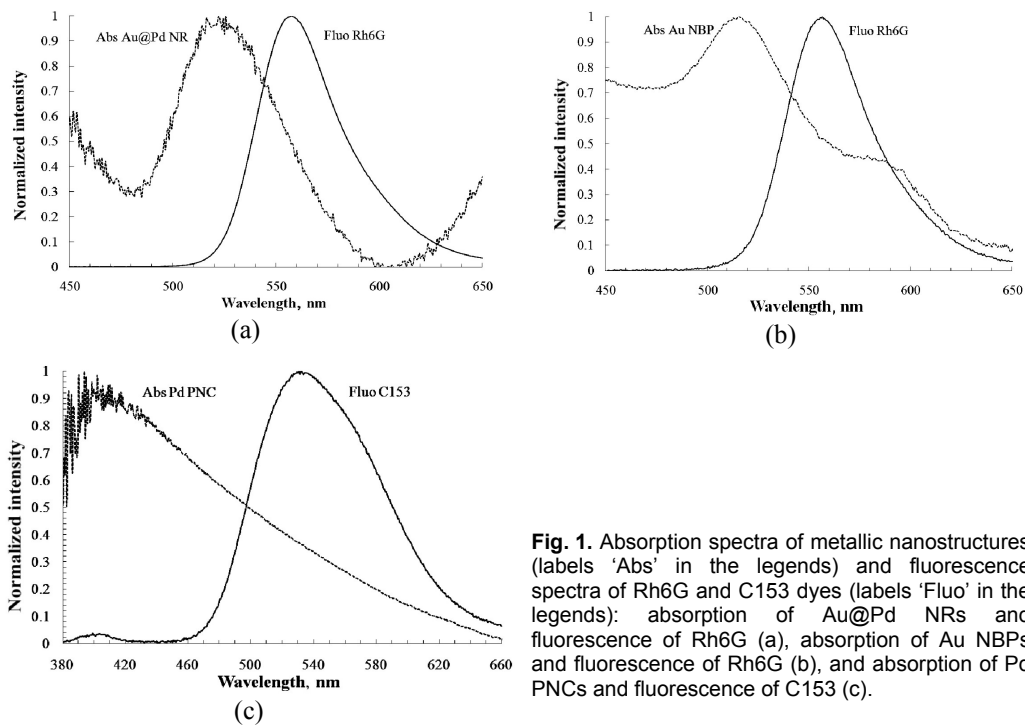 Abs Au@Pd NR
Fluo Rh6G
Normalized intensity
1
0.9
0.8
0.7
0.6
0.5
0.4
0.3
0.2
0.1
0
450 500 550 600 650
Wavelength, nm
(a)
Abs Au NBP
Fluo Rh6G
Normalized intensity
1
0.9
0.8
0.7
0.6
0.5
0.4
0.3
0.2
0.1
0
450 500 550 600 650
Wavelength, nm
(b)
Abs Pd PNC
Fluo C153
Normalized intensity
1
0.9
0.8
0.7
0.6
0.5
0.4
0.3
0.2
0.1
0
380 420 460 500 540 580 620 660
Wavelength, nm
(c)
Fig. 1. Absorption spectra of metallic nanostructures
(labels ‘Abs’ in the legends) and fluorescence
spectra of Rh6G and C153 dyes (labels ‘Fluo’ in the
legends): absorption of Au@Pd NRs and
fluorescence of Rh6G (a), absorption of Au NBPs
and fluorescence of Rh6G (b), and absorption of Pd
PNCs and fluorescence of C153 (c).